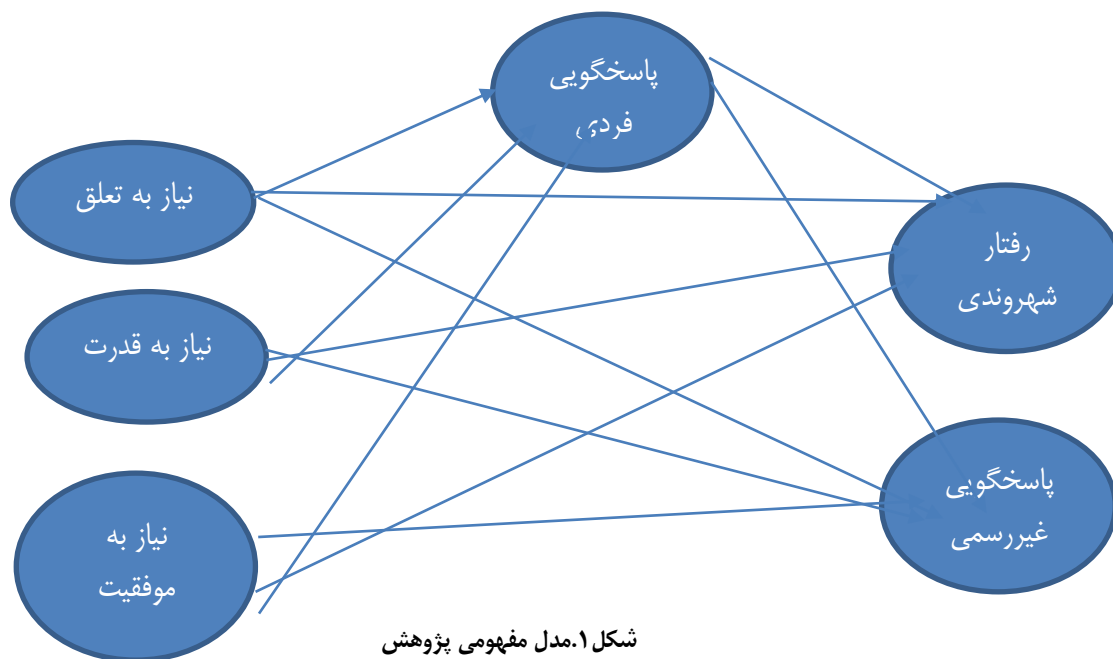 پاسخگویی
فردی
نیاز به تعلق
رفتار
شهروندی
نیاز به قدرت
پاسخگویی
غیررسمی
نیاز به
موفقیت
شکل۱.مدل مفهومی پژوهش